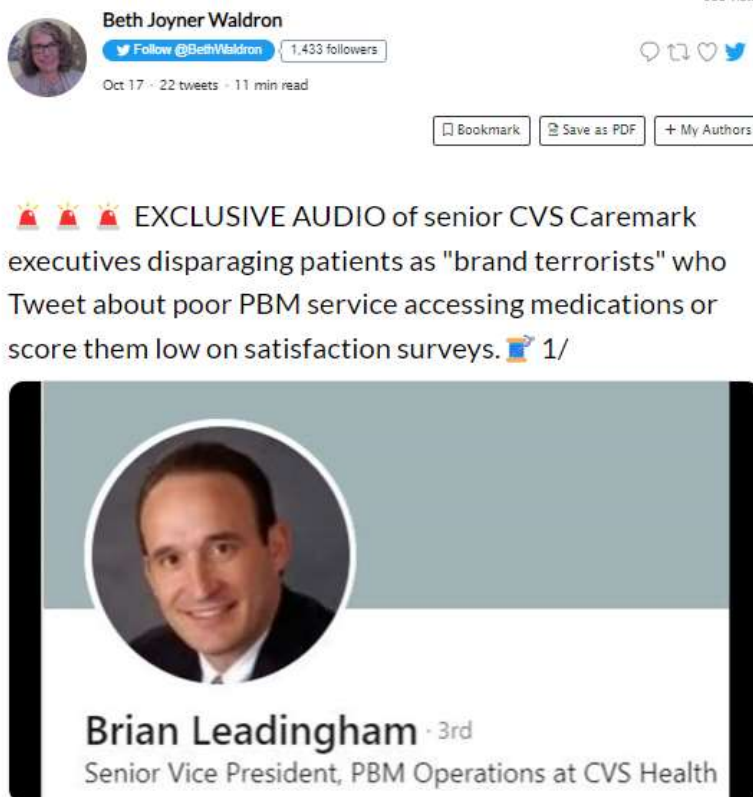 Beth Joyner Waldron
Follow @BethWaldron 1,433 followers
Oct 17 · 22 tweets · 11 min read
Bookmark Save as PDF + My Authors
🚨 🚨 🚨 EXCLUSIVE AUDIO of senior CVS Caremark
executives disparaging patients as "brand terrorists" who
Tweet about poor PBM service accessing medications or
score them low on satisfaction surveys. 🧵 1/
Brian Leadingham · 3rd
Senior Vice President, PBM Operations at CVS Health